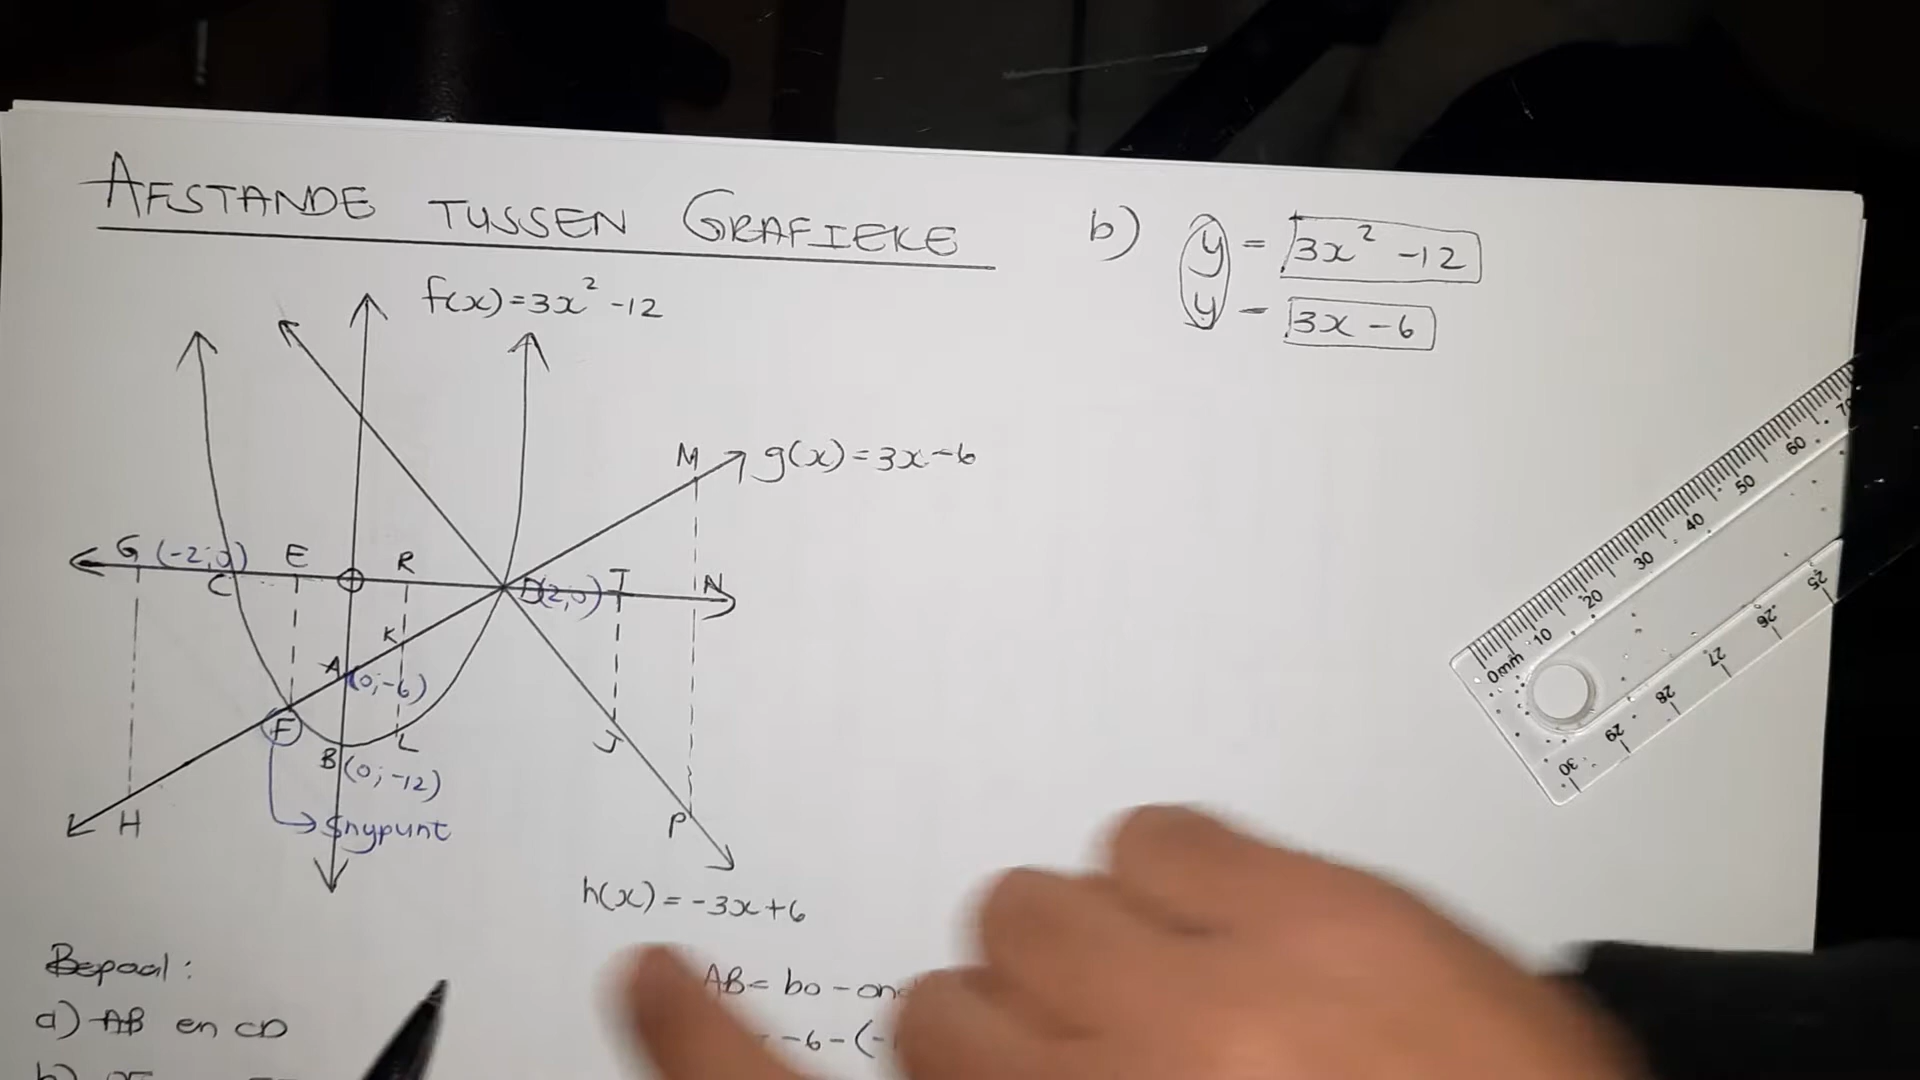 AFSTANDE TUSSEN GRAFIEKE
f(x)=3x²-12
M
g(x)=3x-6
G (-2;0)
E
R
C
D(2;0)
T
N
K
A (0;-6)
F
L
J
B (0;-12)
H
Snypunt
P
h(x)=-3x+6
Bepaal:
a) AB en CD
b)
AB= bo-on
-6-(-
b) y = 3x²-12
y = 3x-6
0mm 10 20 30 40 50 60 70
30 29 28 27 26 25